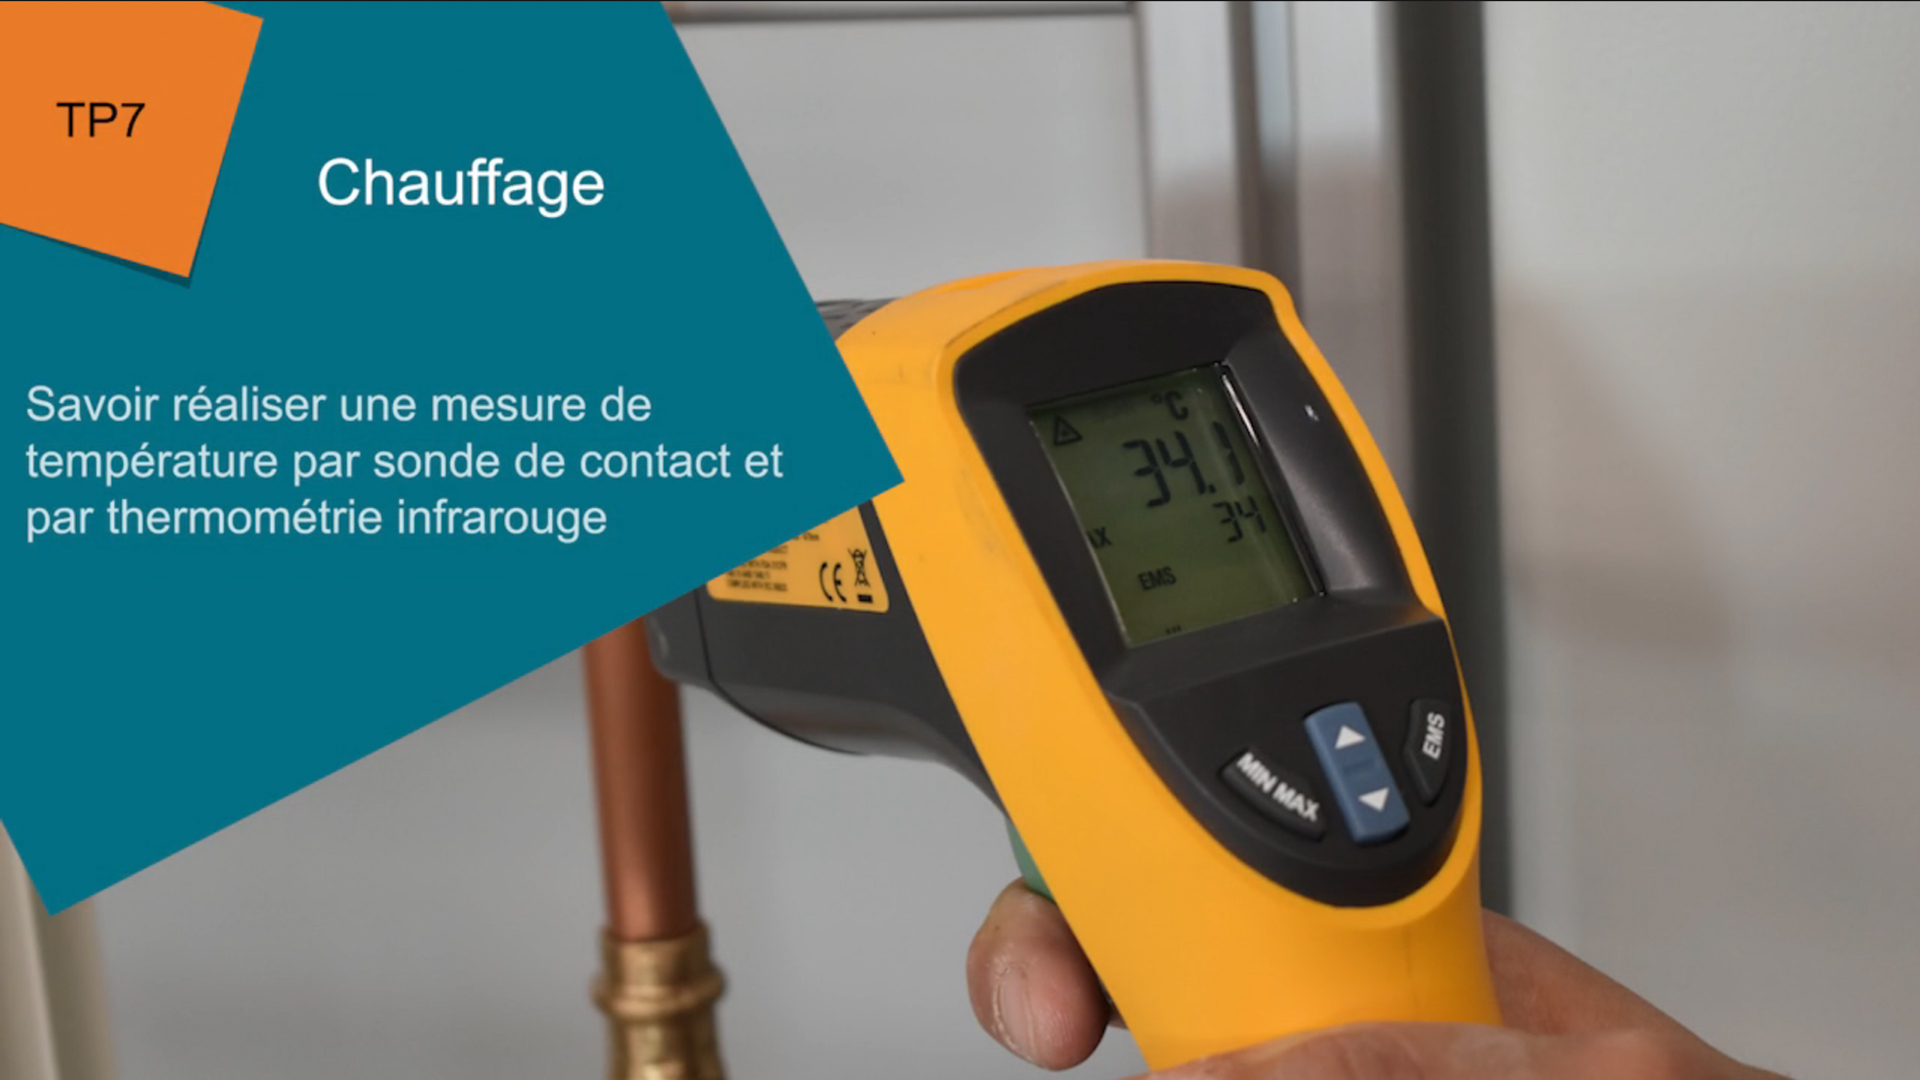 TP7
Chauffage
Savoir réaliser une mesure de
température par sonde de contact et
par thermométrie infrarouge
°C
34.1
34
EMS
CE
MIN MAX
EMS